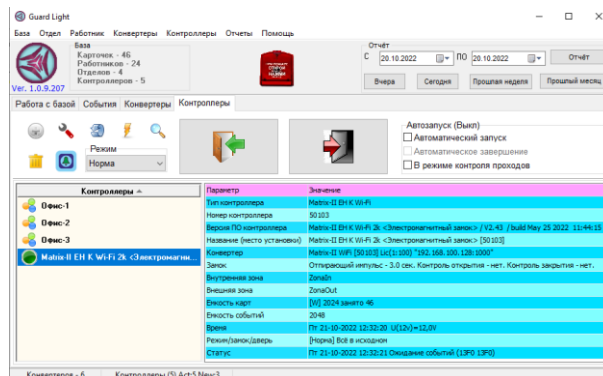 Guard Light
База Отдел Работник Конвертеры Контроллеры Отчеты Помощь
База
Карточек - 46
Работников - 24
Отделов - 4
Контроллеров - 5
Ver. 1.0.9.207
Отчёт
С 20.10.2022 ПО 20.10.2022 Отчёт
Вчера Сегодня Прошлая неделя Прошлый месяц
Работа с базой События Конвертеры Контроллеры
Режим
Норма
Автозапуск (Выкл)
Автоматический запуск
Автоматическое завершение
В режиме контроля проходов
Контроллеры
Офис-1
Офис-2
Офис-3
Matrix-II EH K Wi-Fi 2k <Электромагни...
Параметр Значение
Тип контроллера Matrix-II EH K Wi-Fi
Номер контроллера 50103
Версия ПО контроллера Matrix-II EH K Wi-Fi 2k <Электромагнитный замок> / V2.43 / build May 25 2022 11:44:15
Название (место установки) Matrix-II EH K Wi-Fi 2k <Электромагнитный замок> [50103]
Конвертер Matrix-II WiFi [50103] Lic(1:100) "192.168.100.128:1000"
Замок Отпирающий импульс - 3.0 сек. Контроль открытия - нет. Контроль закрытия - нет.
Внутренняя зона ZonaIn
Внешняя зона ZonaOut
Емкость карт [W] 2024 занято 46
Емкость событий 2048
Время Пт 21-10-2022 12:32:20 U(12v)=12,0V
Режим/замок/дверь [Норма] Всё в исходном
Статус Пт 21-10-2022 12:32:21 Ожидание событий (13F0 13F0)
Конвертеров - 6 Контроллеры (5) Act:5 New:3